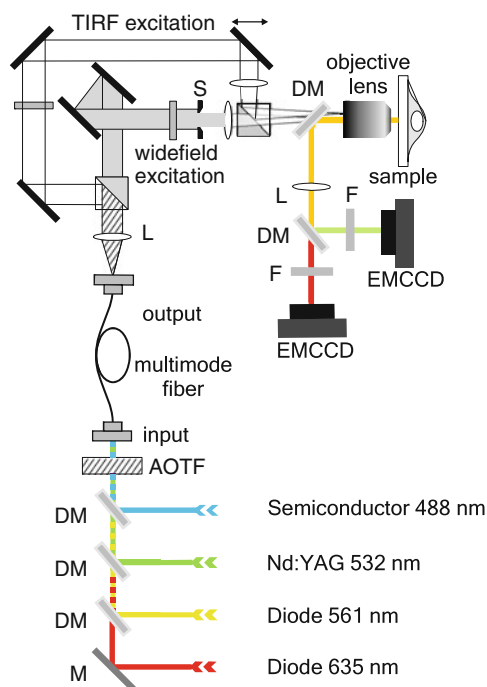 TIRF excitation
S
DM
objective
lens
widefield
excitation
sample
L
L
F
DM
F
EMCCD
EMCCD
output
multimode
fiber
input
AOTF
DM
Semiconductor 488 nm
DM
Nd:YAG 532 nm
DM
Diode 561 nm
M
Diode 635 nm